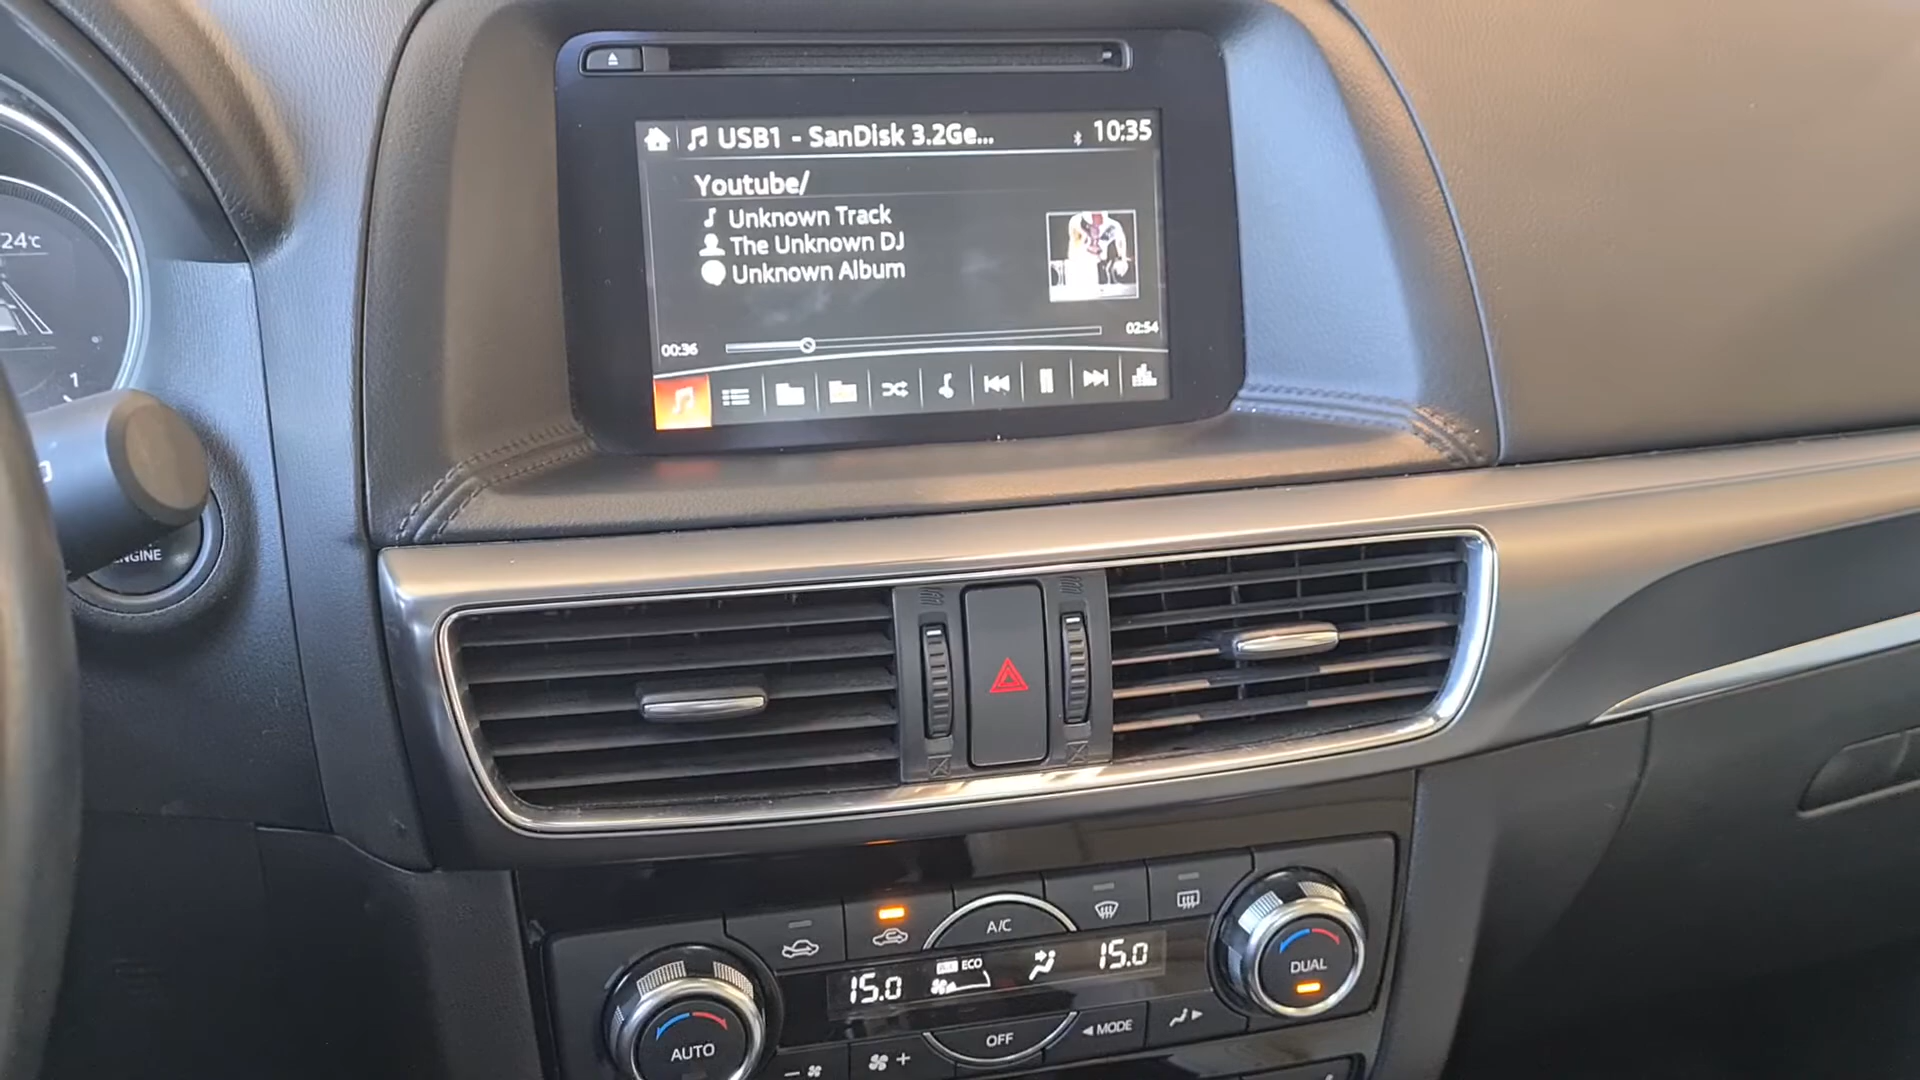 USB1 - SanDisk 3.2Ge...
10:35
Youtube/
Unknown Track
The Unknown DJ
Unknown Album
00:36
02:54
24°C
1
ENGINE
A/C
15.0
ECO
15.0
DUAL
AUTO
OFF
MODE